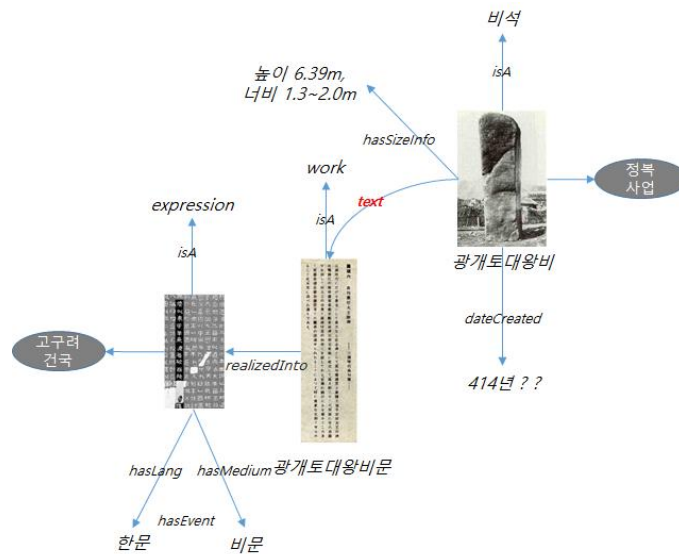 비석
isA
높이 6.39m,
너비 1.3~2.0m
hasSizeInfo
work
정복
사업
text
expression
isA
isA
광개토대왕비
dateCreated
고구려
건국
realizedInto
414년 ? ?
hasLang
hasMedium
광개토대왕비문
hasEvent
한문
비문